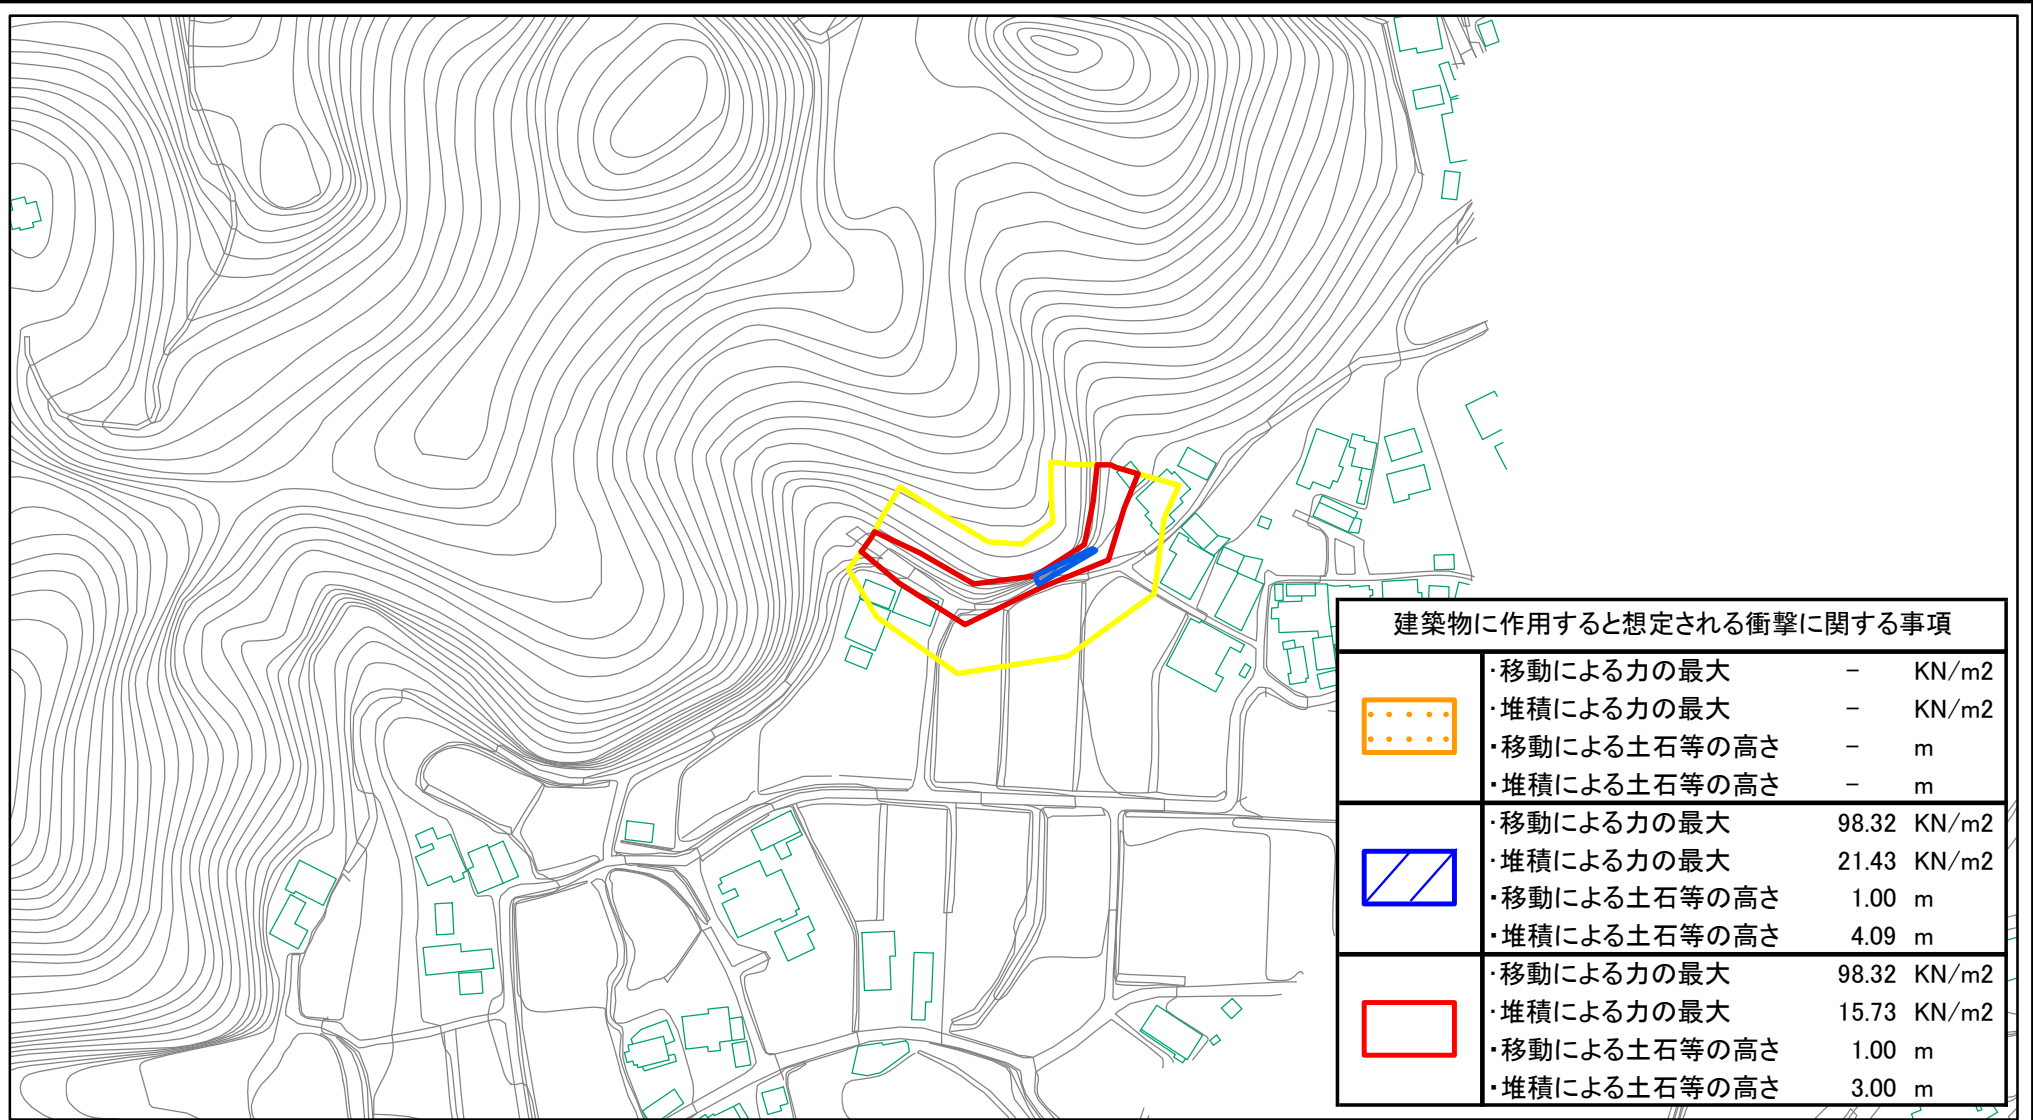 建築物に作用すると想定される衝撃に関する事項
・移動による力の最大 － KN/m2
・堆積による力の最大 － KN/m2
・移動による土石等の高さ － m
・堆積による土石等の高さ － m
・移動による力の最大 98.32 KN/m2
・堆積による力の最大 21.43 KN/m2
・移動による土石等の高さ 1.00 m
・堆積による土石等の高さ 4.09 m
・移動による力の最大 98.32 KN/m2
・堆積による力の最大 15.73 KN/m2
・移動による土石等の高さ 1.00 m
・堆積による土石等の高さ 3.00 m